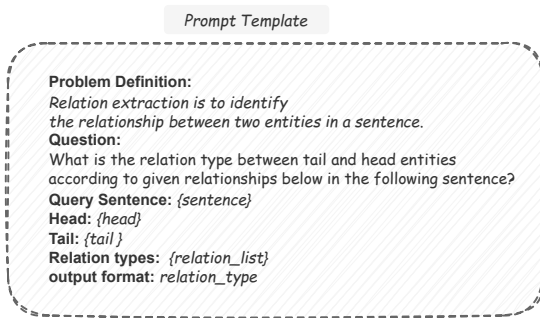 Prompt Template
Problem Definition:
Relation extraction is to identify
the relationship between two entities in a sentence.
Question:
What is the relation type between tail and head entities
according to given relationships below in the following sentence?
Query Sentence: {sentence}
Head: {head}
Tail: {tail }
Relation types: {relation_list}
output format: relation_type